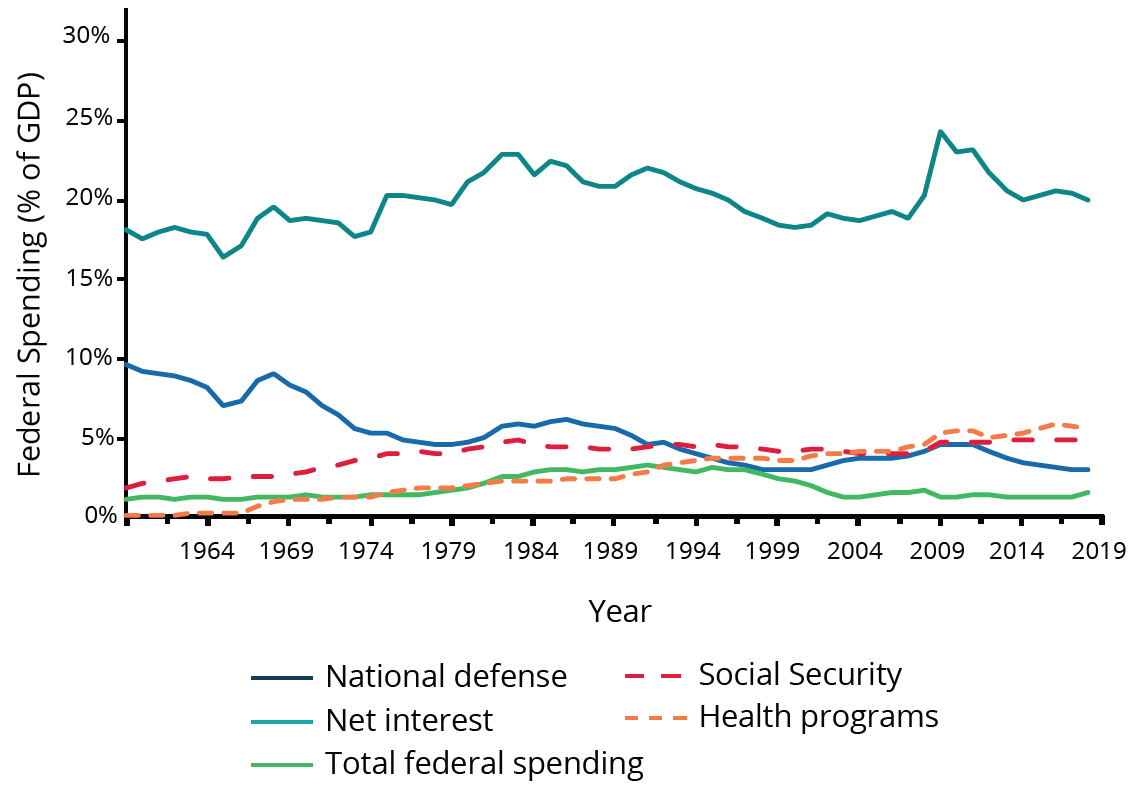 30%
25%
20%
15%
10%
5%
0%
Federal Spending (% of GDP)
1964 1969 1974 1979 1984 1989 1994 1999 2004 2009 2014 2019
Year
National defense
Net interest
Total federal spending
Social Security
Health programs